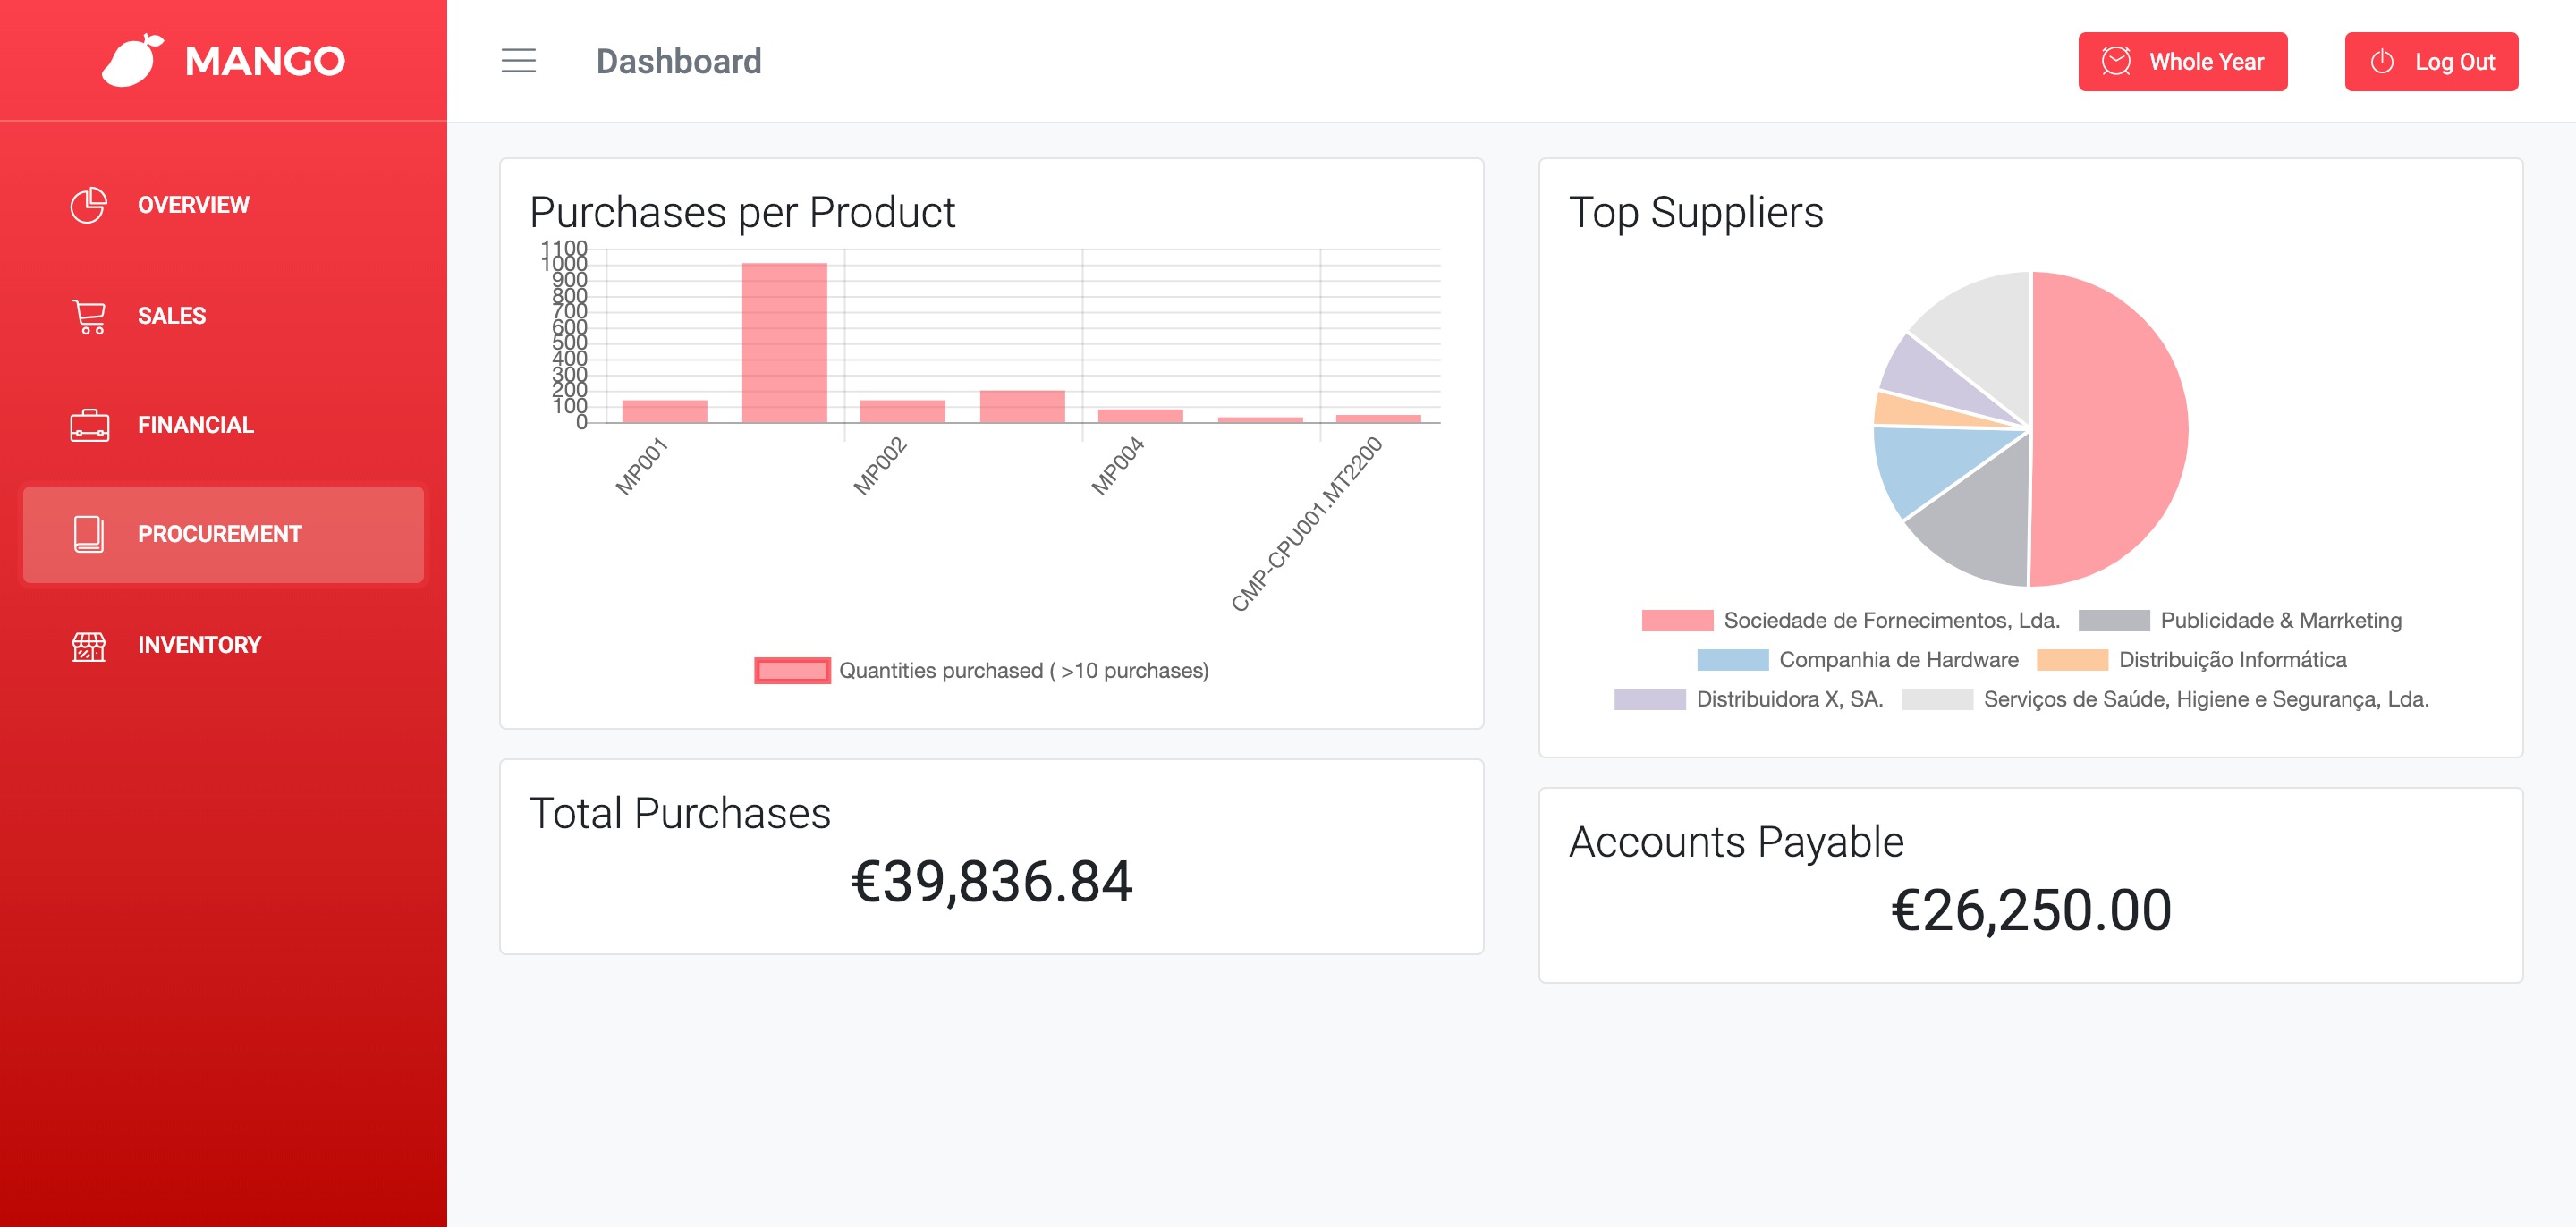 MANGO
Dashboard
Whole Year
Log Out
OVERVIEW
SALES
FINANCIAL
PROCUREMENT
INVENTORY
Purchases per Product
1100
1000
900
800
700
600
500
400
300
200
100
0
MP001
MP002
MP004
CMP-CPU001.MT2200
Quantities purchased ( >10 purchases)
Top Suppliers
Sociedade de Fornecimentos, Lda. Publicidade & Marrketing
Companhia de Hardware Distribuição Informática
Distribuidora X, SA. Serviços de Saúde, Higiene e Segurança, Lda.
Total Purchases
€39,836.84
Accounts Payable
€26,250.00